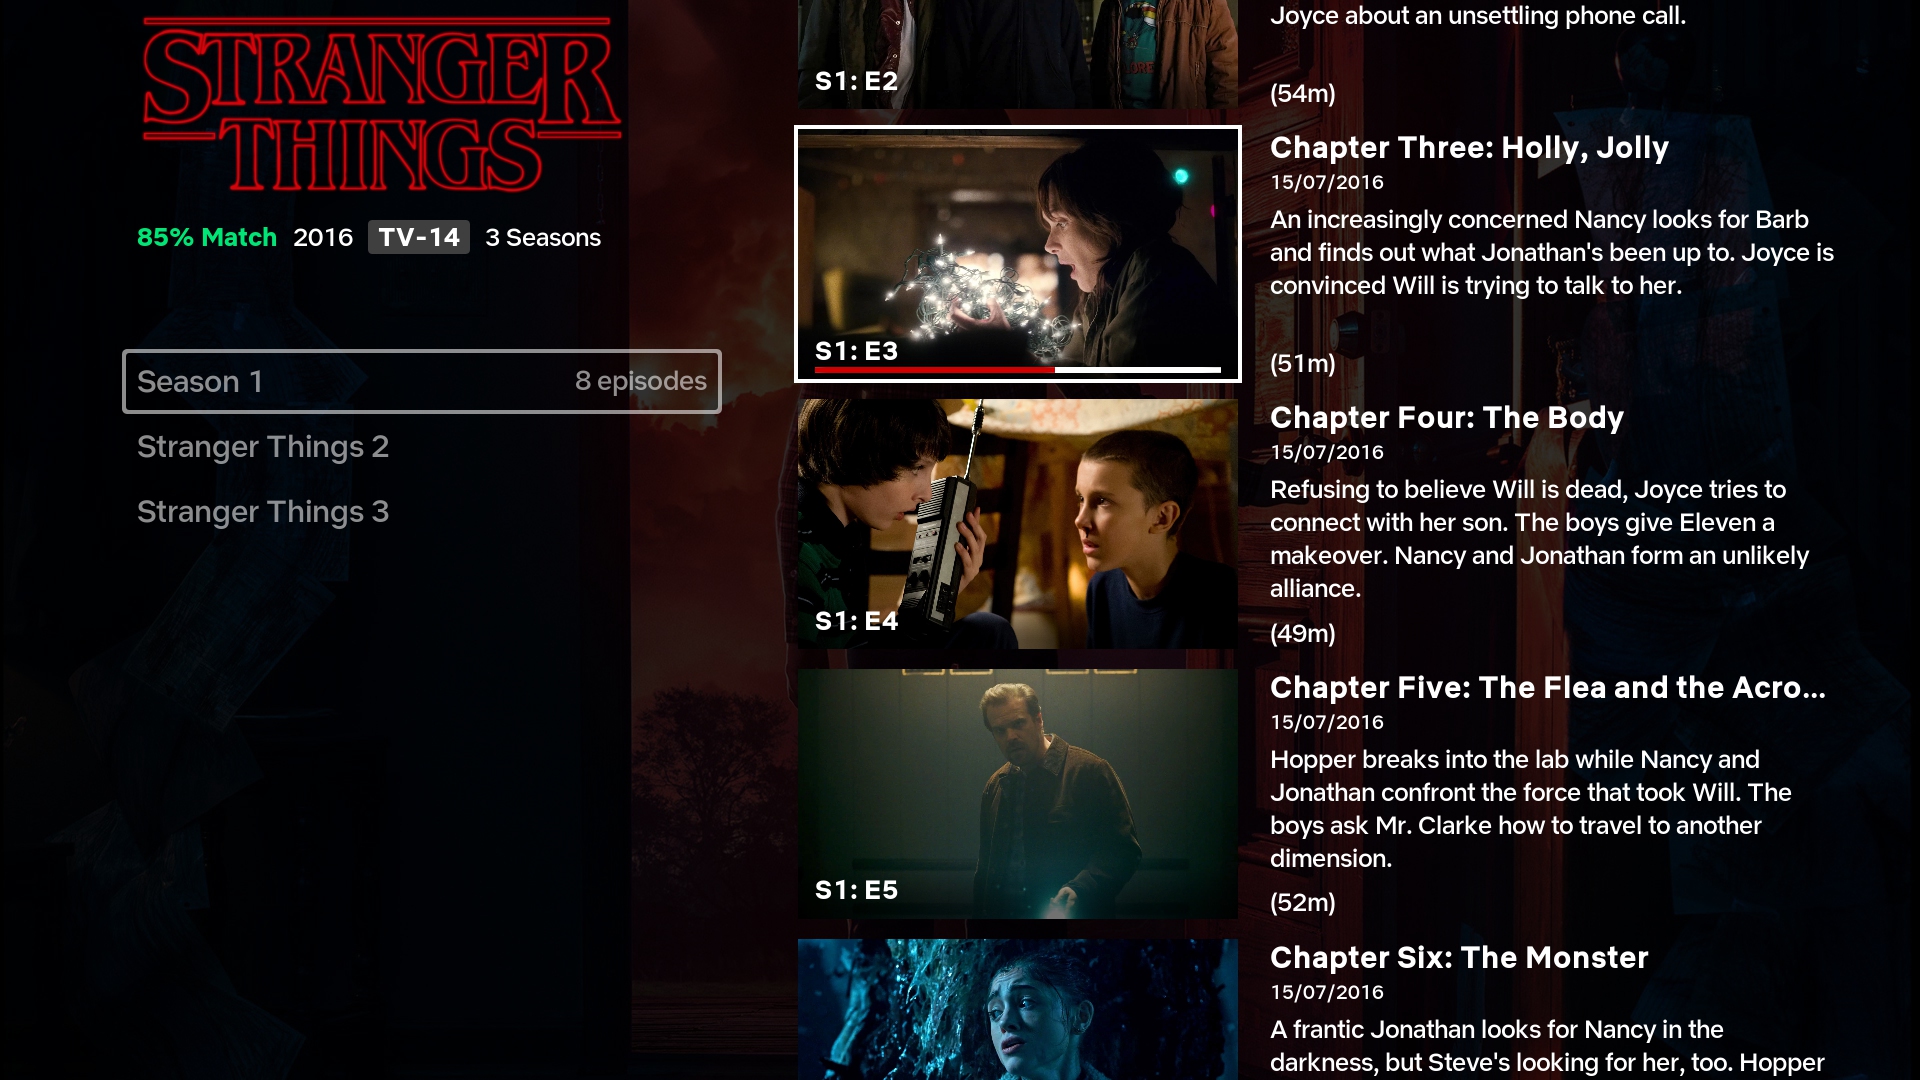 STRANGER
THINGS
85% Match 2016 TV-14 3 Seasons
Season 1 8 episodes
Stranger Things 2
Stranger Things 3
Joyce about an unsettling phone call.
S1: E2
(54m)
Chapter Three: Holly, Jolly
15/07/2016
An increasingly concerned Nancy looks for Barb
and finds out what Jonathan's been up to. Joyce is
convinced Will is trying to talk to her.
S1: E3
(51m)
Chapter Four: The Body
15/07/2016
Refusing to believe Will is dead, Joyce tries to
connect with her son. The boys give Eleven a
makeover. Nancy and Jonathan form an unlikely
alliance.
S1: E4
(49m)
Chapter Five: The Flea and the Acro...
15/07/2016
Hopper breaks into the lab while Nancy and
Jonathan confront the force that took Will. The
boys ask Mr. Clarke how to travel to another
dimension.
S1: E5
(52m)
Chapter Six: The Monster
15/07/2016
A frantic Jonathan looks for Nancy in the
darkness, but Steve's looking for her, too. Hopper